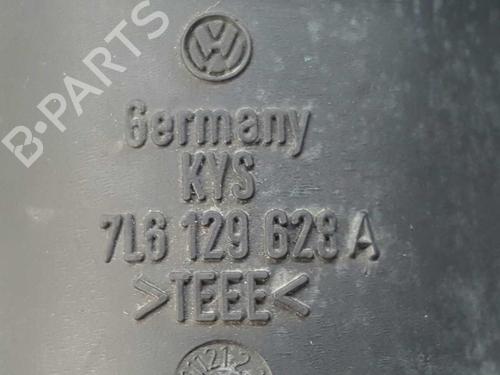 B-PARTS
Germany
KYS
7L6 129 628 A
>TEEE<